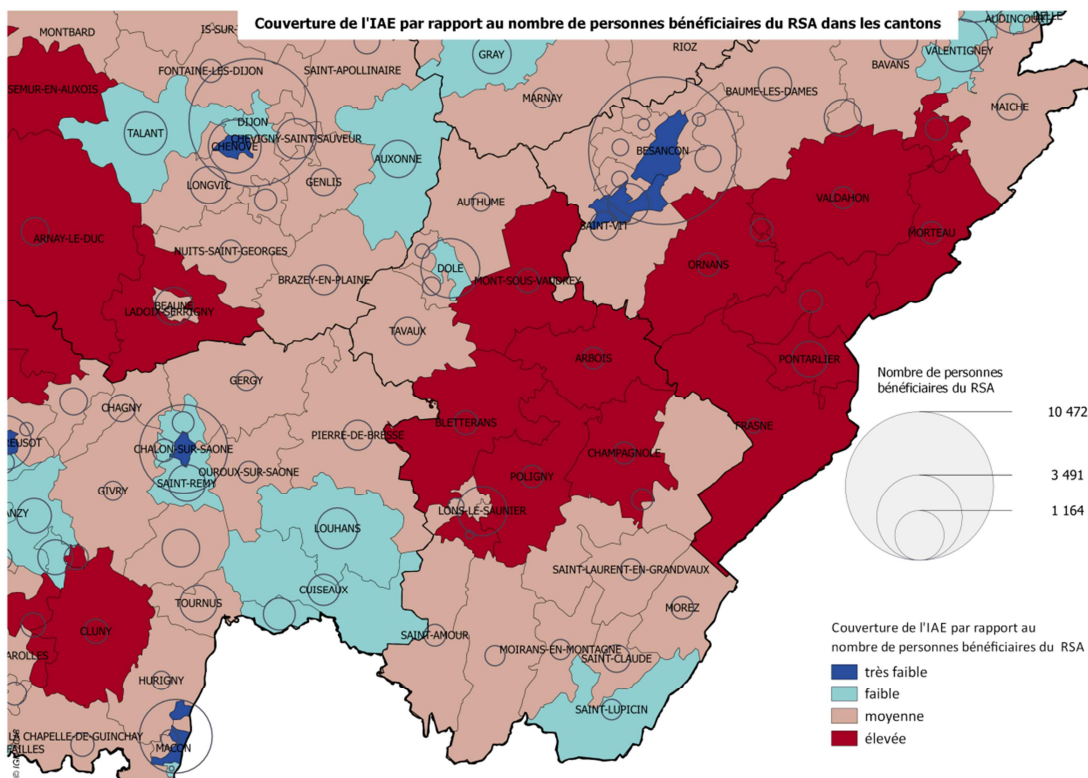 Couverture de l'IAE par rapport au nombre de personnes bénéficiaires du RSA dans les cantons
MONTBARD
IS-SUR-
GRAY
RIOZ
AUDINCOURT
VALENTIGNEY
BAVANS
FONTAINE-LES-DIJON
SAINT-APOLLINAIRE
SEMUR-EN-AUXOIS
MARNAY
BAUME-LES-DAMES
MAICHE
TALANT
DIJON
CHEVIGNY-SAINT-SAUVEUR
CHENOVE
AUXONNE
BESANCON
LONGVIC
GENLIS
AUTHUME
VALDAHON
SAINT-VIT
ARNAY-LE-DUC
MORTEAU
NUITS-SAINT-GEORGES
DOLE
ORNANS
BRAZEY-EN-PLAINE
MONT-SOUS-VAUDREY
BEAUNE
LADOIX-SERRIGNY
TAVAUX
ARBOIS
PONTARLIER
GERGY
CHAGNY
BLETTERANS
FRASNE
PIERRE-DE-BRESSE
REUSOT
CHALON-SUR-SAONE
CHAMPAGNOLE
OUROUX-SUR-SAONE
SAINT-REMY
POLIGNY
GIVRY
ANZY
LONS-LE-SAUNIER
LOUHANS
SAINT-LAURENT-EN-GRANDVAUX
CUISEAUX
TOURNUS
MOREZ
CLUNY
SAINT-AMOUR
MOIRANS-EN-MONTAGNE
SAINT-CLAUDE
AROLLES
HURIGNY
SAINT-LUPICIN
CHAPELLE-DE-GUINCHAY
FAILLES
MACON
Nombre de personnes
bénéficiaires du RSA
10 472
3 491
1 164
Couverture de l'IAE par rapport au
nombre de personnes bénéficiaires du RSA
très faible
faible
moyenne
élevée